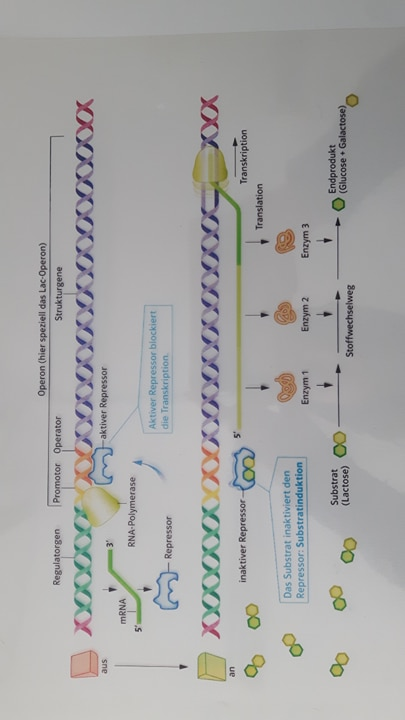 Operon (hier speziell das Lac-Operon)
Regulatorgen
Promotor
Operator
Strukturgene
aktiver Repressor
RNA-Polymerase
Aktiver Repressor blockiert
die Transkription.
3'
mRNA
5'
Repressor
aus
an
inaktiver Repressor
5'
Transkription
Translation
Das Substrat inaktiviert den
Repressor: Substratinduktion
Enzym 1
Enzym 2
Enzym 3
Substrat
(Lactose)
Stoffwechselweg
Endprodukt
(Glucose + Galactose)